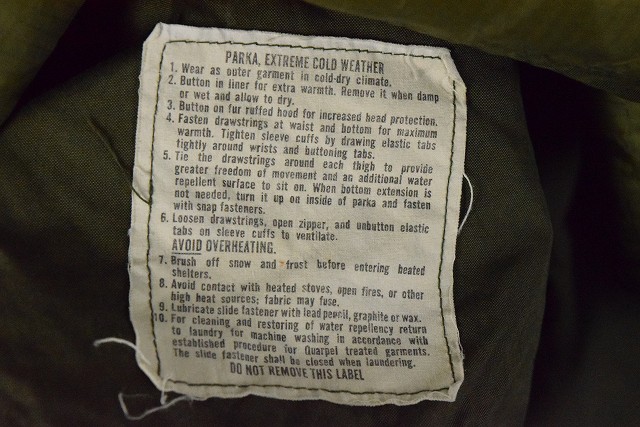 PARKA, EXTREME COLD WEATHER
1. Wear as outer garment in cold-dry climate.
2. Button in liner for extra warmth. Remove it when damp
or wet and allow to dry.
3. Button on fur ruffed hood for increased head protection.
4. Fasten drawstrings at waist and bottom for maximum
warmth. Tighten sleeve cuffs by drawing elastic tabs
tightly around wrists and buttoning tabs.
5. Tie the drawstrings around each thigh to provide
greater freedom of movement and an additional water
repellent surface to sit on. When bottom extension is
not needed, turn it up on inside of parka and fasten
with snap fasteners.
6. Loosen drawstrings, open zipper, and unbutton elastic
tabs on sleeve cuffs to ventilate.
AVOID OVERHEATING.
7. Brush off snow and frost before entering heated
shelters.
8. Avoid contact with heated stoves, open fires, or other
high heat sources; fabric may fuse.
9. Lubricate slide fastener with lead pencil, graphite or wax.
10. For cleaning and restoring of water repellency return
to laundry for machine washing in accordance with
established procedure for Quarpel treated garments.
The slide fastener shall be closed when laundering.
DO NOT REMOVE THIS LABEL